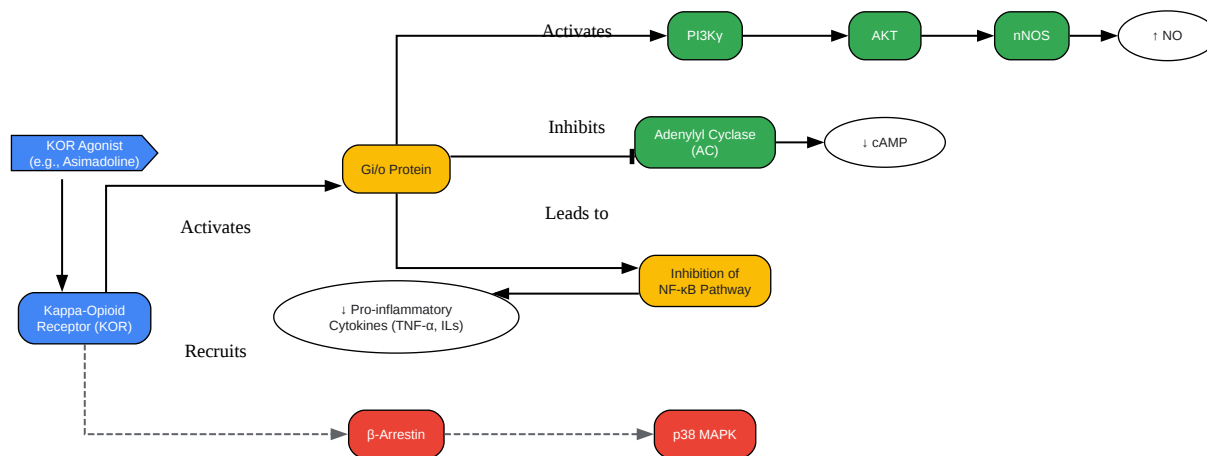 Activates
PI3Kγ
AKT
nNOS
↑ NO
Inhibits
Adenylyl Cyclase
(AC)
↓ cAMP
KOR Agonist
(e.g., Asimadoline)
Gi/o Protein
Activates
Leads to
Inhibition of
NF-κB Pathway
Kappa-Opioid
Receptor (KOR)
↓ Pro-inflammatory
Cytokines (TNF-α, ILs)
Recruits
β-Arrestin
p38 MAPK